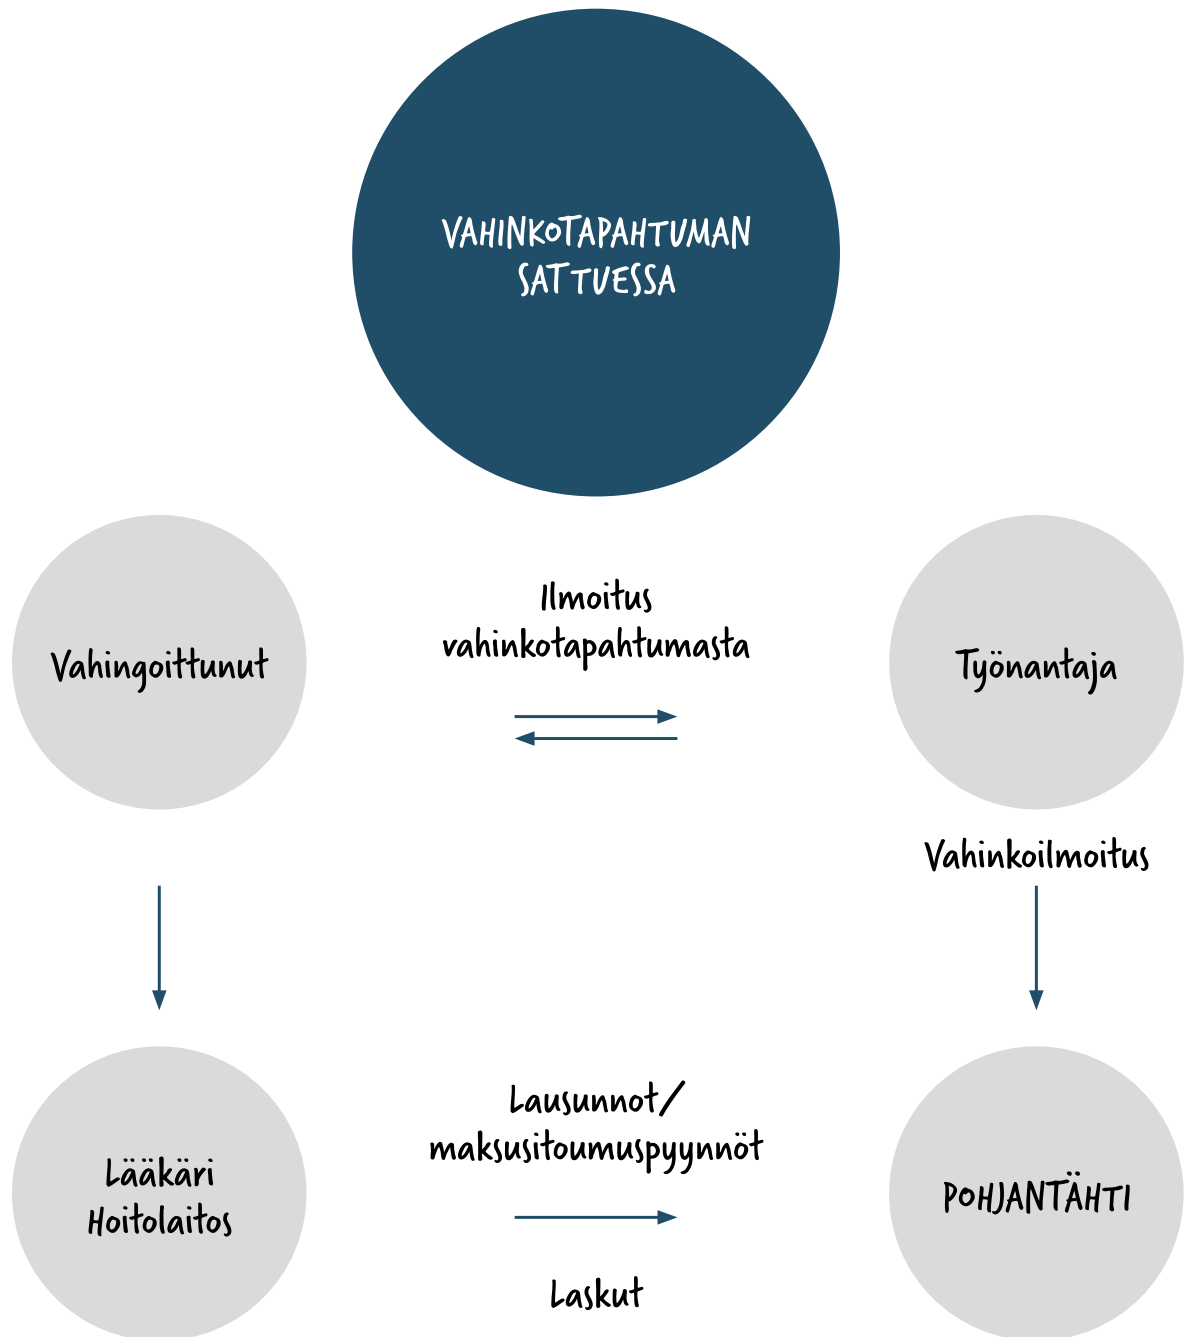 VAHINKOTAPAHTUMAN
SATTUESSA
Ilmoitus
vahinkotapahtumasta
Vahingoittunut
Työnantaja
Vahinkoilmoitus
Lausunnot/
maksusitoumuspyynnöt
Lääkäri
Hoitolaitos
POHJANTÄHTI
Laskut